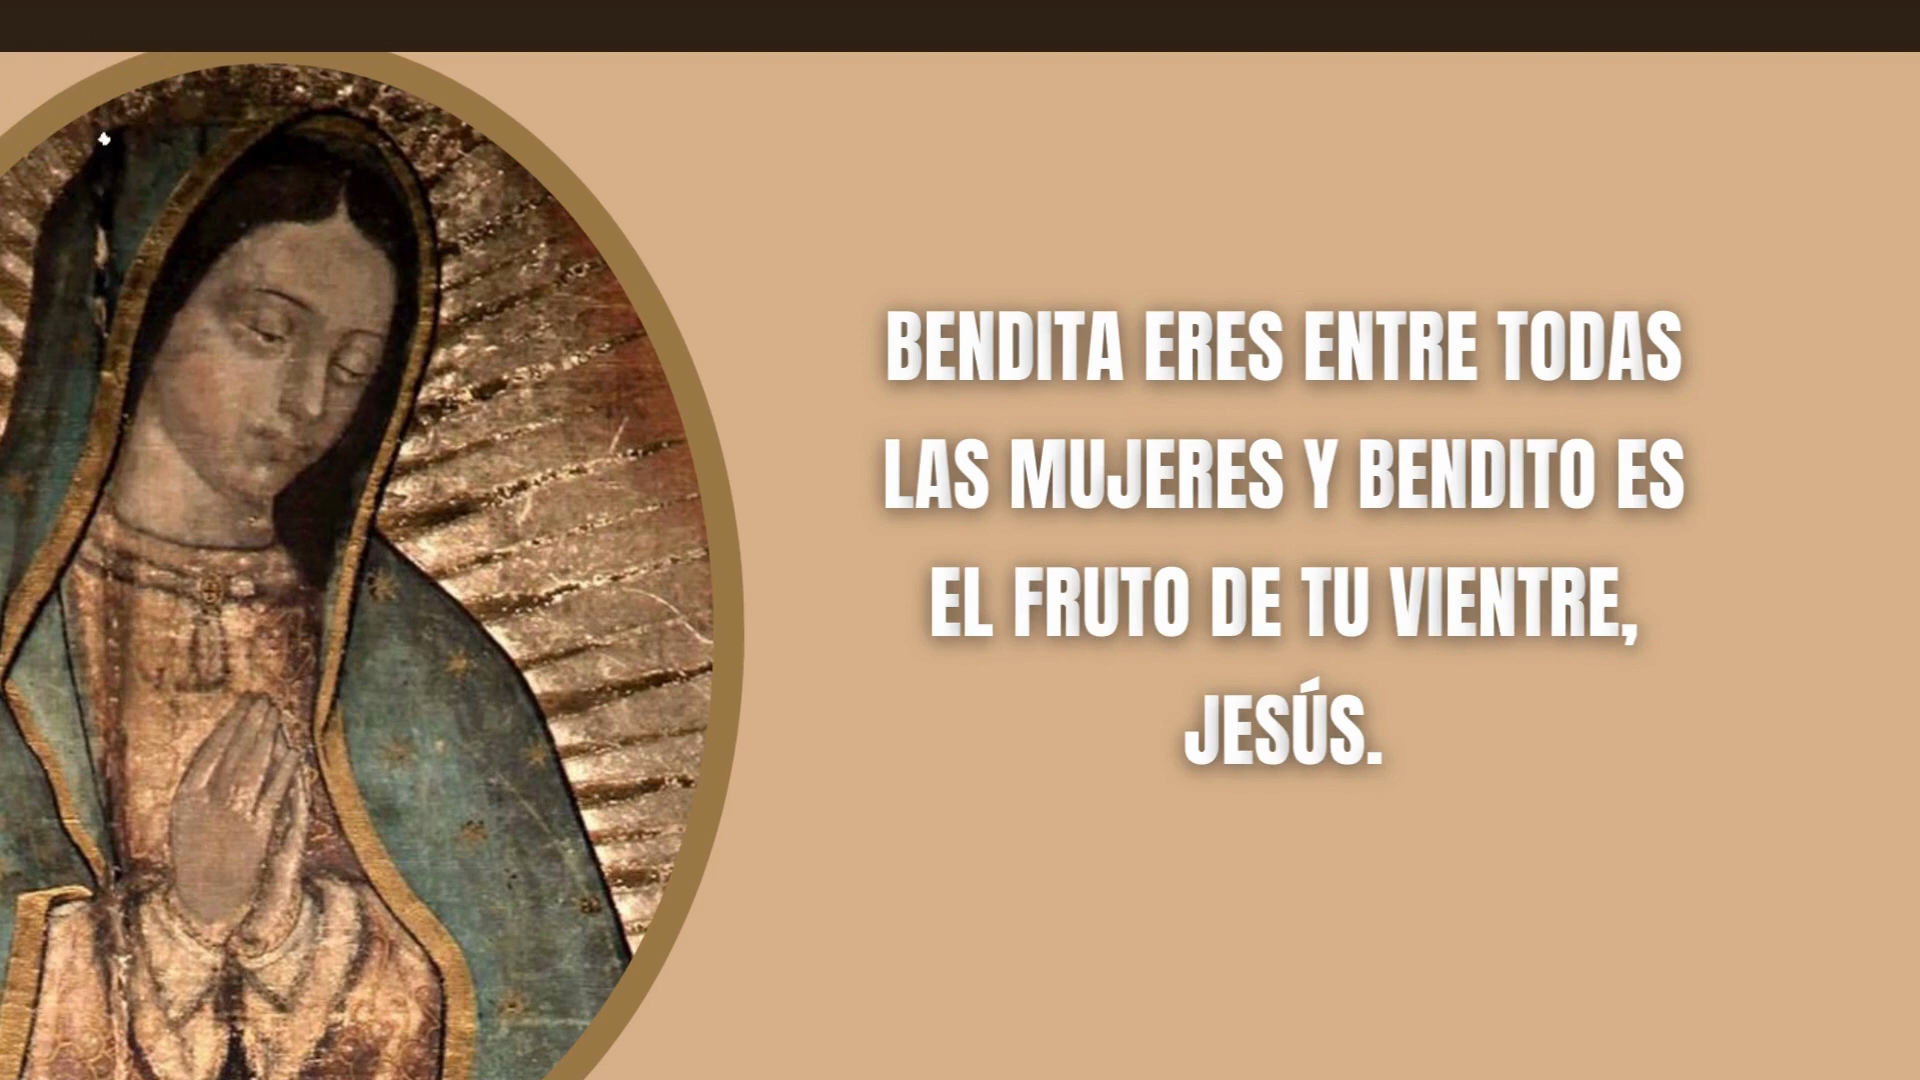 BENDITA ERES ENTRE TODAS
LAS MUJERES Y BENDITO ES
EL FRUTO DE TU VIENTRE,
JESÚS.